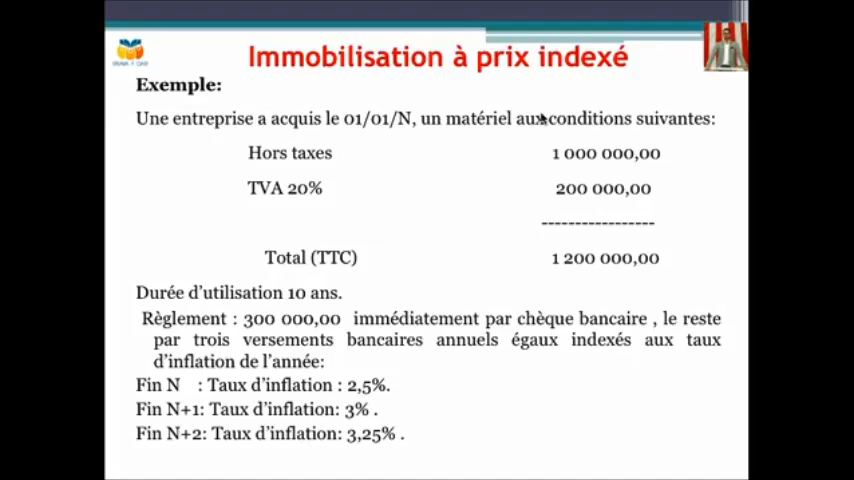 Immobilisation à prix indexé
Exemple:
Une entreprise a acquis le 01/01/N, un matériel aux conditions suivantes:
Hors taxes 1 000 000,00
TVA 20% 200 000,00
-----------------
Total (TTC) 1 200 000,00
Durée d'utilisation 10 ans.
Règlement : 300 000,00 immédiatement par chèque bancaire , le reste
par trois versements bancaires annuels égaux indexés aux taux
d'inflation de l'année:
Fin N : Taux d'inflation : 2,5%.
Fin N+1: Taux d'inflation: 3% .
Fin N+2: Taux d'inflation: 3,25% .